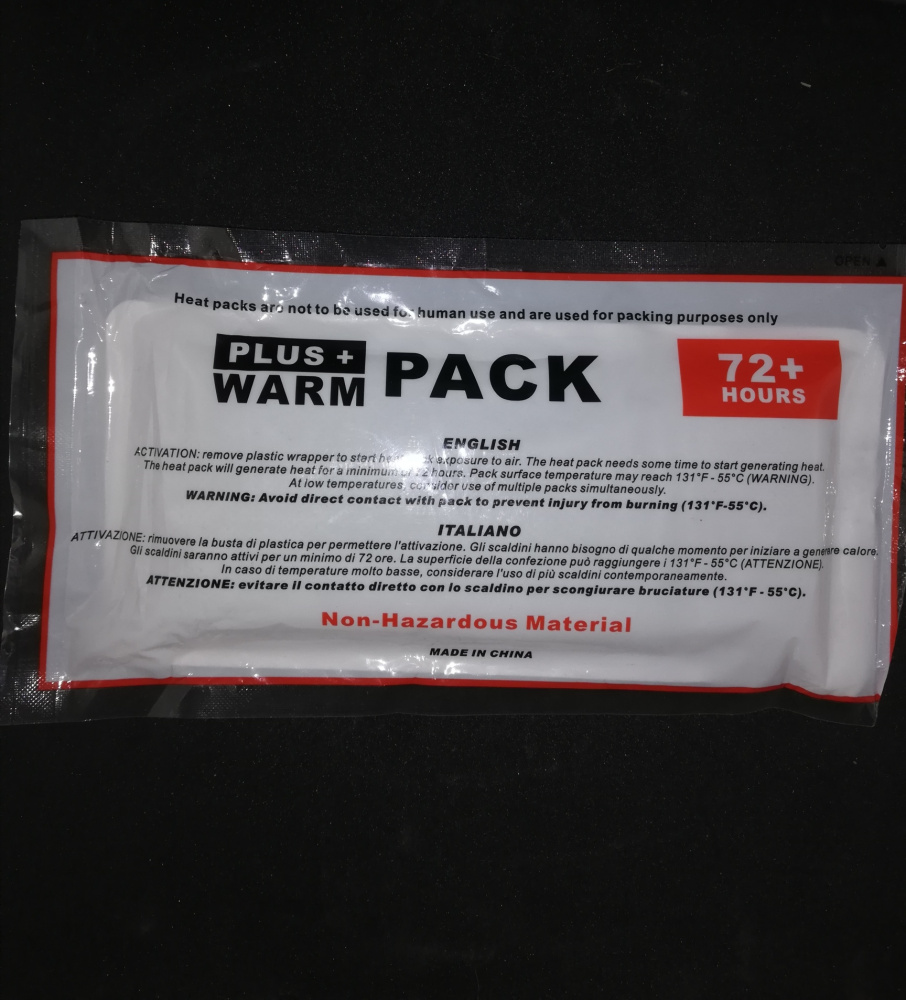 OPEN ▲
Heat packs are not to be used for human use and are used for packing purposes only
PLUS +
WARM PACK
72+
HOURS
ENGLISH
ACTIVATION: remove plastic wrapper to start exposure to air. The heat pack needs some time to start generating heat.
The heat pack will generate heat for a minimum of 72 hours. Pack surface temperature may reach 131°F - 55°C (WARNING).
At low temperatures, consider use of multiple packs simultaneously.
WARNING: Avoid direct contact with pack to prevent injury from burning (131°F-55°C).
ITALIANO
ATTIVAZIONE: rimuovere la busta di plastica per permettere l'attivazione. Gli scaldini hanno bisogno di qualche momento per iniziare a generare calore.
Gli scaldini saranno attivi per un minimo di 72 ore. La superficie della confezione può raggiungere i 131°F - 55°C (ATTENZIONE).
In caso di temperature molto basse, considerare l'uso di più scaldini contemporaneamente.
ATTENZIONE: evitare il contatto diretto con lo scaldino per scongiurare bruciature (131°F - 55°C).
Non-Hazardous Material
MADE IN CHINA